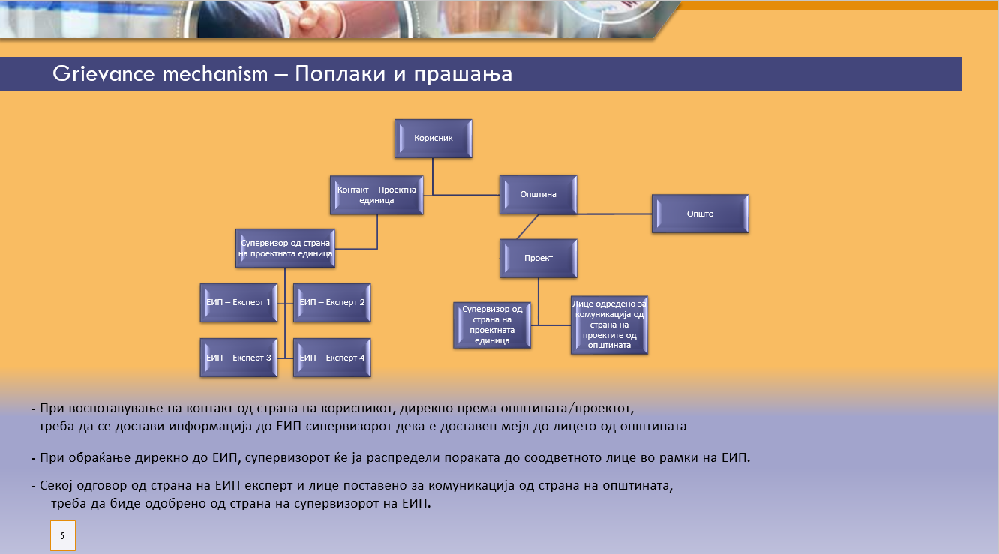 Grievance mechanism – Поплаки и прашања
Корисник
Контакт – Проектна
единица
Општина
Општо
Супервизор од страна
на проектната единица
Проект
ЕИП – Експерт 1
ЕИП – Експерт 2
ЕИП – Експерт 3
ЕИП – Експерт 4
Супервизор од
страна на
проектната
единица
Лице одредено за
комуникација од
страна на
проектите од
општината
- При воспотавување на контакт од страна на корисникот, дирекно према општината/проектот,
треба да се достави информација до ЕИП сипервизорот дека е доставен мејл до лицето од општината
- При обраќање дирекно до ЕИП, супервизорот ќе ја распредели пораката до соодветното лице во рамки на ЕИП.
- Секој одговор од страна на ЕИП експерт и лице поставено за комуникација од страна на општината,
треба да биде одобрено од страна на супервизорот на ЕИП.
5